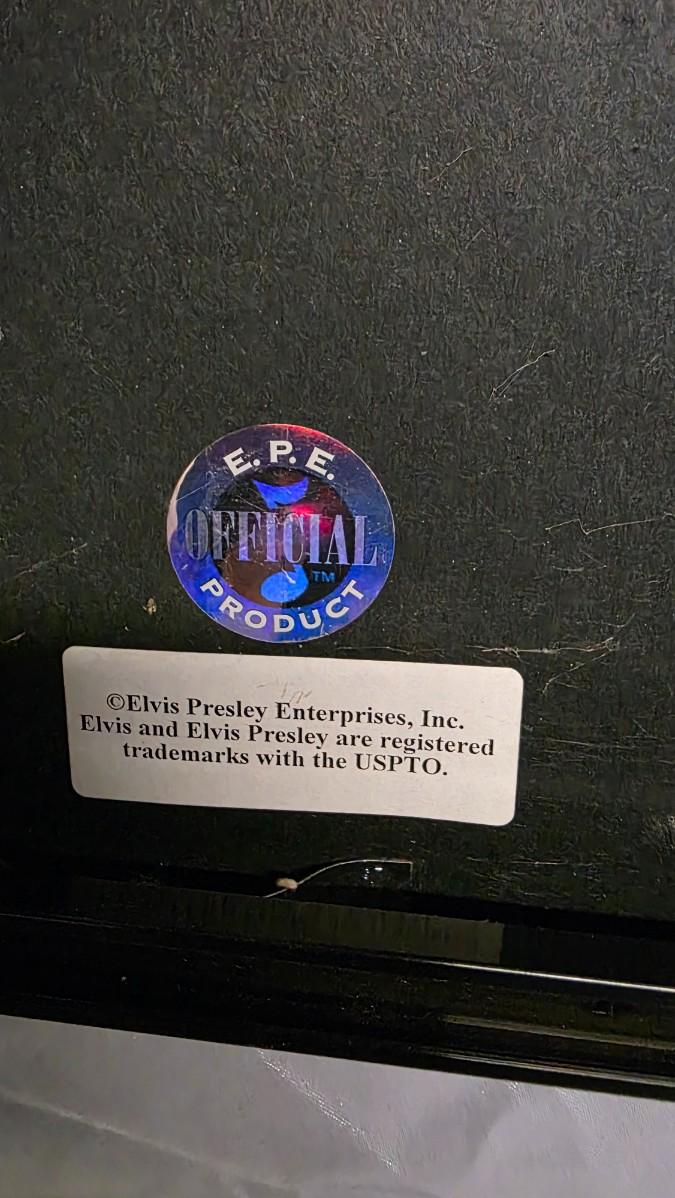 E. P. E.
OFFICIAL
TM
PRODUCT
©Elvis Presley Enterprises, Inc.
Elvis and Elvis Presley are registered
trademarks with the USPTO.